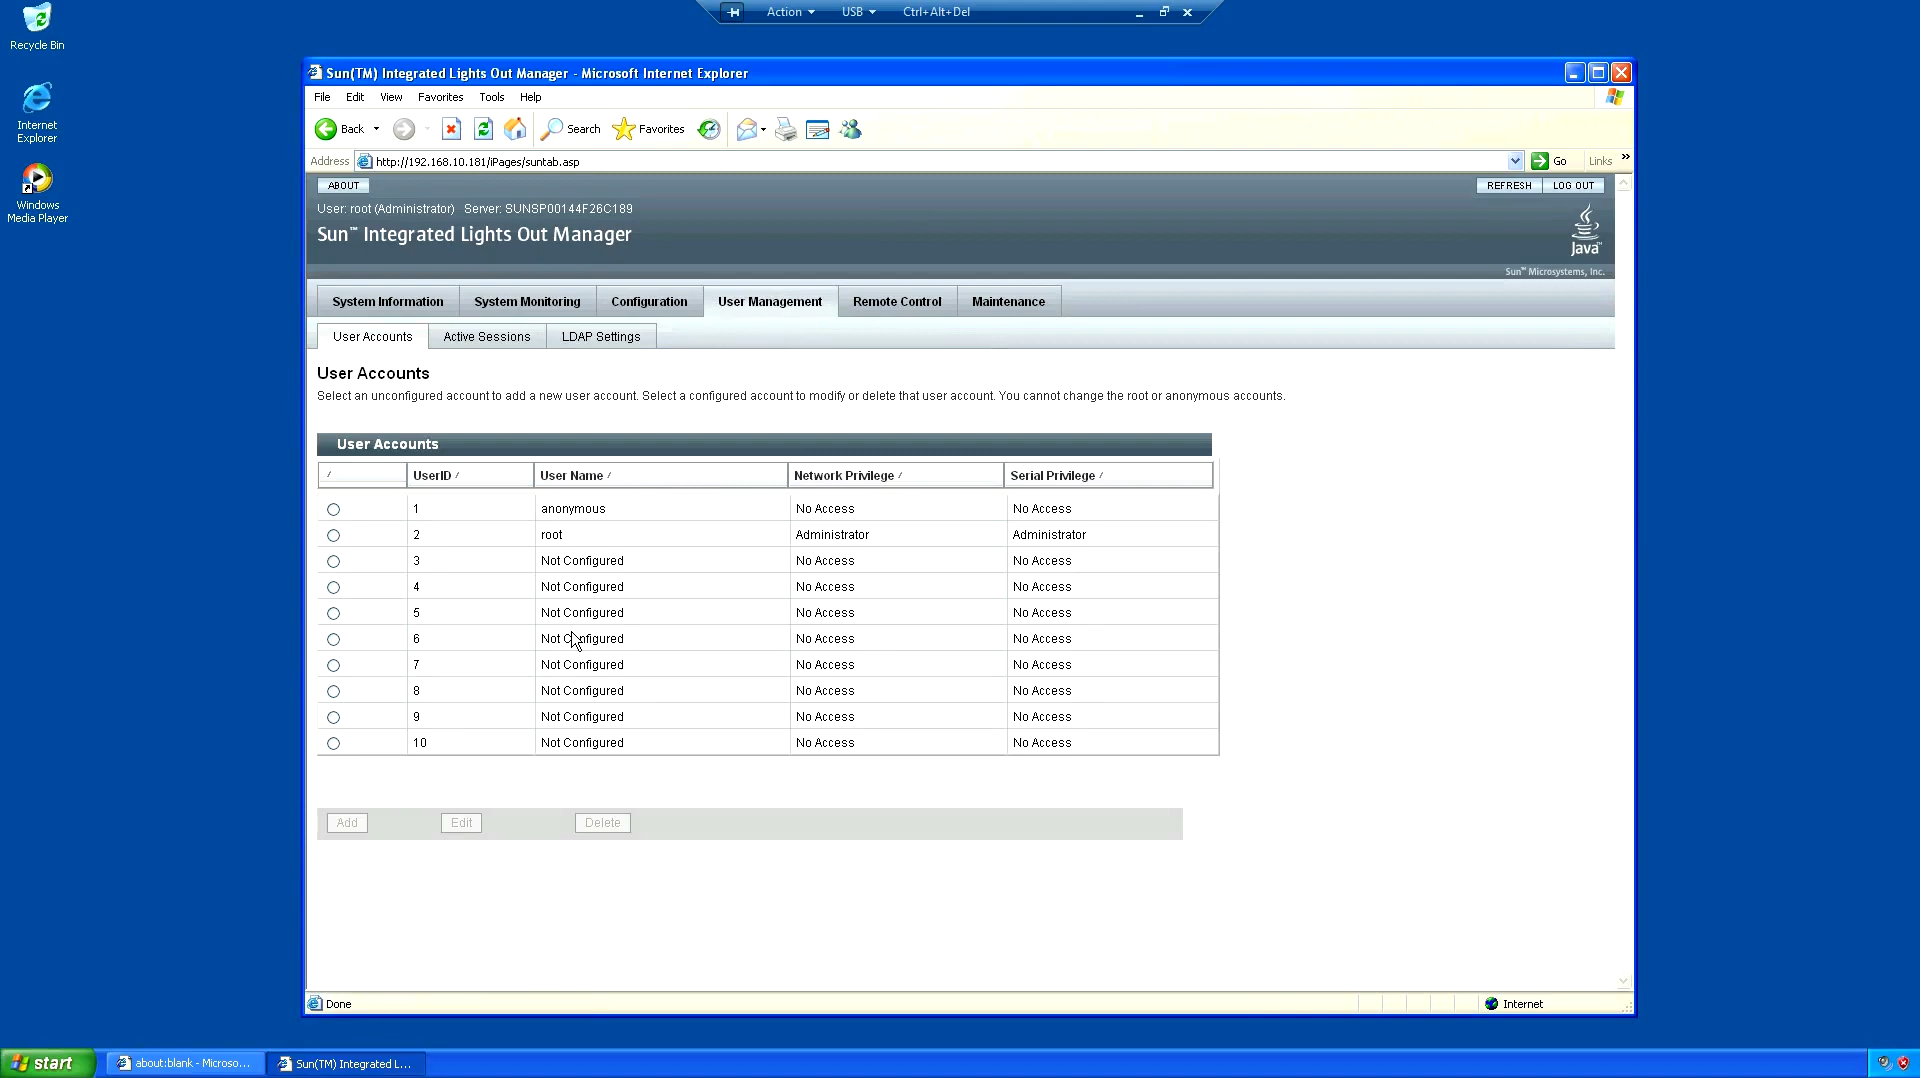 Action USB Ctrl+Alt+Del
Recycle Bin
Internet
Explorer
Windows
Media Player
Sun(TM) Integrated Lights Out Manager - Microsoft Internet Explorer
File Edit View Favorites Tools Help
Back Search Favorites
Address http://192.168.10.181/iPages/suntab.asp Go Links »
ABOUT REFRESH LOG OUT
User: root (Administrator) Server: SUNSP00144F26C189
Sun™ Integrated Lights Out Manager
Java™
Sun™ Microsystems, Inc.
System Information System Monitoring Configuration User Management Remote Control Maintenance
User Accounts Active Sessions LDAP Settings
User Accounts
Select an unconfigured account to add a new user account. Select a configured account to modify or delete that user account. You cannot change the root or anonymous accounts.
User Accounts
/ UserID / User Name / Network Privilege / Serial Privilege /
1 anonymous No Access No Access
2 root Administrator Administrator
3 Not Configured No Access No Access
4 Not Configured No Access No Access
5 Not Configured No Access No Access
6 Not Configured No Access No Access
7 Not Configured No Access No Access
8 Not Configured No Access No Access
9 Not Configured No Access No Access
10 Not Configured No Access No Access
Add Edit Delete
Done Internet
start about:blank - Microso... Sun(TM) Integrated L...